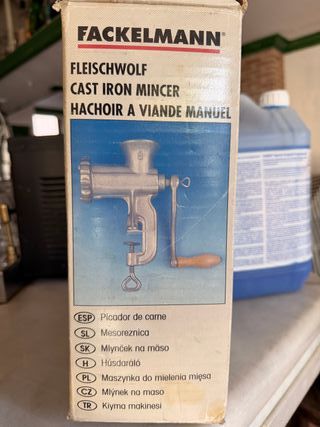 FACKELMANN®
FLEISCHWOLF
CAST IRON MINCER
HACHOIR A VIANDE MANUEL
ESP Picador de carne
SL Mesoreznica
SK Mlynček na mäso
H Húsdaráló
PL Maszynka do mielenia mięsa
CZ Mlýnek na maso
TR Kiyma makinesi